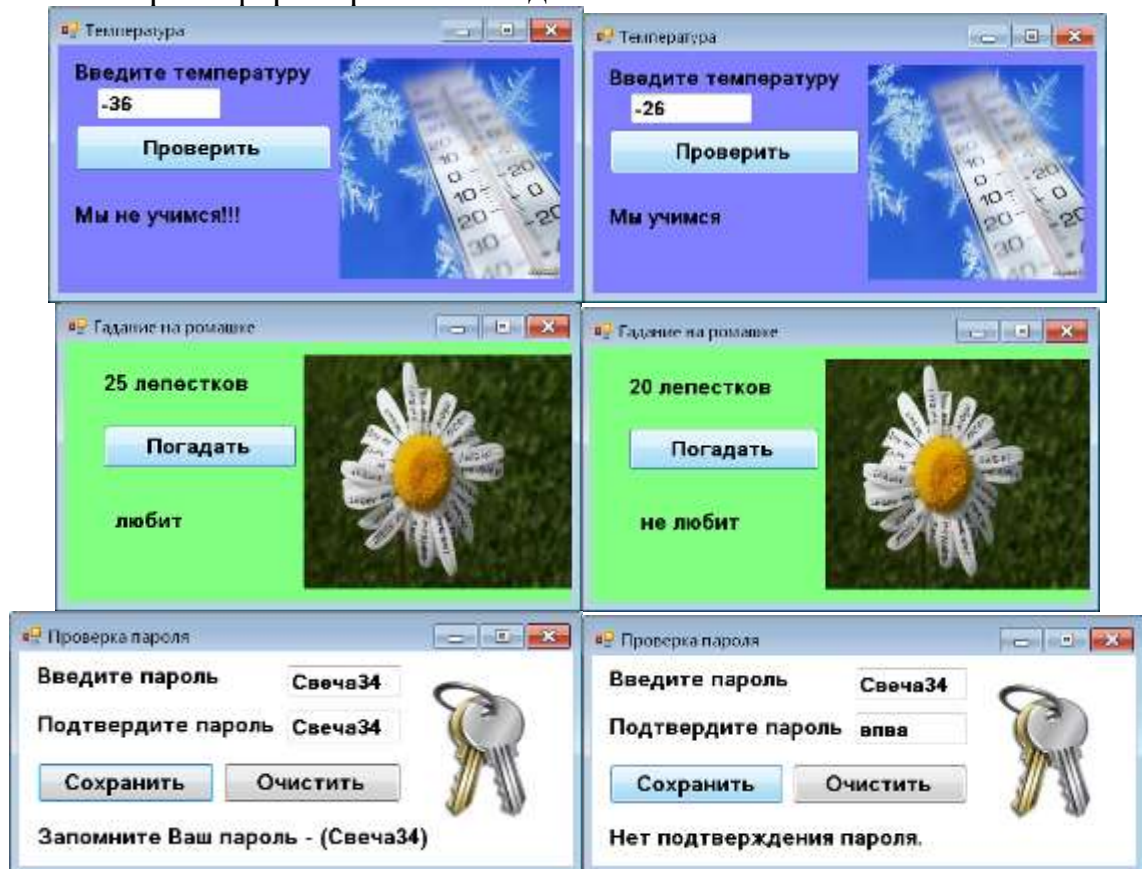 Температура
Введите температуру
-36
Проверить
Мы не учимся!!!
Температура
Введите температуру
-26
Проверить
Мы учимся
Гадание на ромашке
25 лепестков
Погадать
любит
Гадание на ромашке
20 лепестков
Погадать
не любит
Проверка пароля
Введите пароль Свеча34
Подтвердите пароль Свеча34
Сохранить Очистить
Запомните Ваш пароль - (Свеча34)
Проверка пароля
Введите пароль Свеча34
Подтвердите пароль апва
Сохранить Очистить
Нет подтверждения пароля.